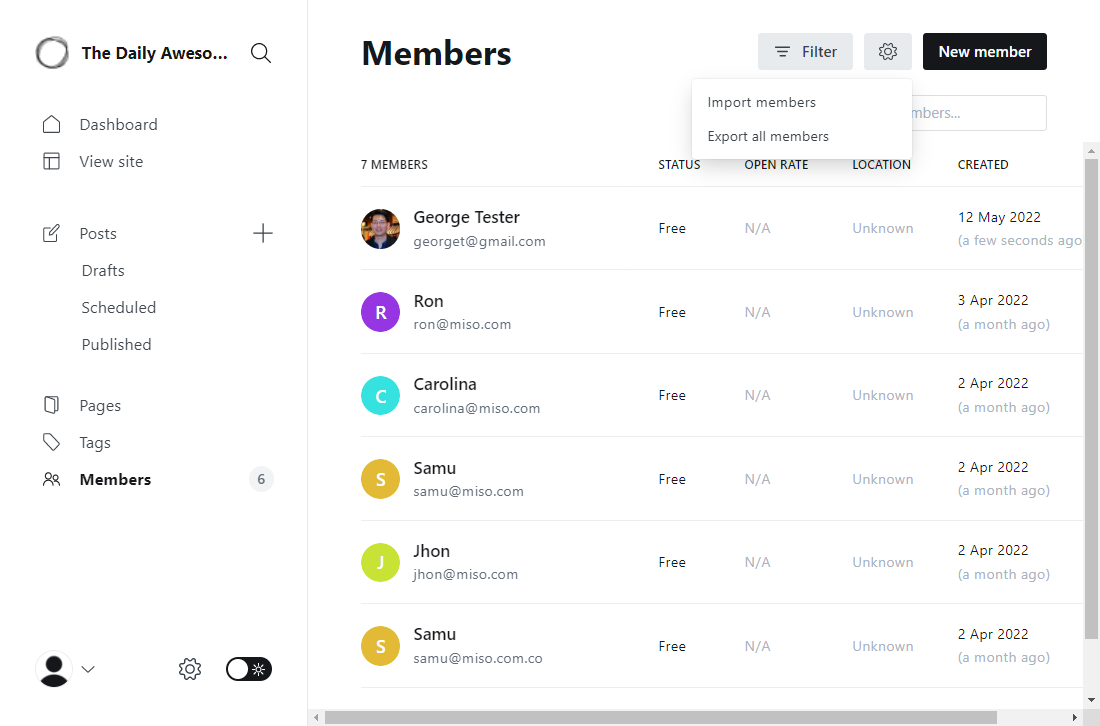 The Daily Aweso...
Dashboard
View site
Posts
Drafts
Scheduled
Published
Pages
Tags
Members
6
Members
Filter
New member
Import members
Export all members
mbers...
7 MEMBERS
STATUS
OPEN RATE
LOCATION
CREATED
George Tester
georget@gmail.com
Free
N/A
Unknown
12 May 2022
(a few seconds ago
R
Ron
ron@miso.com
Free
N/A
Unknown
3 Apr 2022
(a month ago)
C
Carolina
carolina@miso.com
Free
N/A
Unknown
2 Apr 2022
(a month ago)
S
Samu
samu@miso.com
Free
N/A
Unknown
2 Apr 2022
(a month ago)
J
Jhon
jhon@miso.com
Free
N/A
Unknown
2 Apr 2022
(a month ago)
S
Samu
samu@miso.com.co
Free
N/A
Unknown
2 Apr 2022
(a month ago)